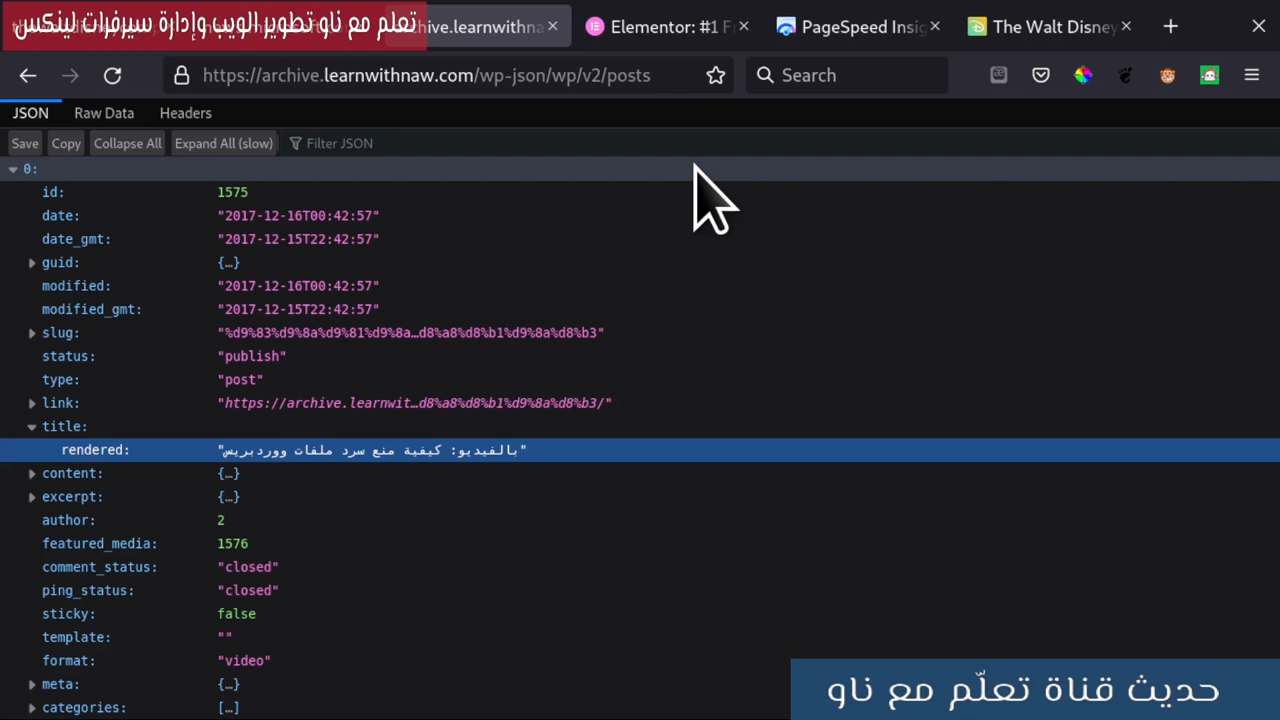 تعلم مع ناو تطوير الويب وإدارة سيرفرات لينكس
archive.learnwithna
Elementor: #1 F
PageSpeed Insig
The Walt Disney
https://archive.learnwithnaw.com/wp-json/wp/v2/posts
Search
JSON Raw Data Headers
Save Copy Collapse All Expand All (slow) Filter JSON
0:
id: 1575
date: "2017-12-16T00:42:57"
date_gmt: "2017-12-15T22:42:57"
guid: {…}
modified: "2017-12-16T00:42:57"
modified_gmt: "2017-12-15T22:42:57"
slug: "%d9%83%d9%8a%d9%81%d9%8a…d8%a8%d8%b1%d9%8a%d8%b3"
status: "publish"
type: "post"
link: "https://archive.learnwit…d8%a8%d8%b1%d9%8a%d8%b3/"
title:
rendered: "بالفيديو: كيفية منع سرد ملفات ووردبريس"
content: {…}
excerpt: {…}
author: 2
featured_media: 1576
comment_status: "closed"
ping_status: "closed"
sticky: false
template: ""
format: "video"
meta: {…}
categories: […]
حديث قناة تعلّم مع ناو